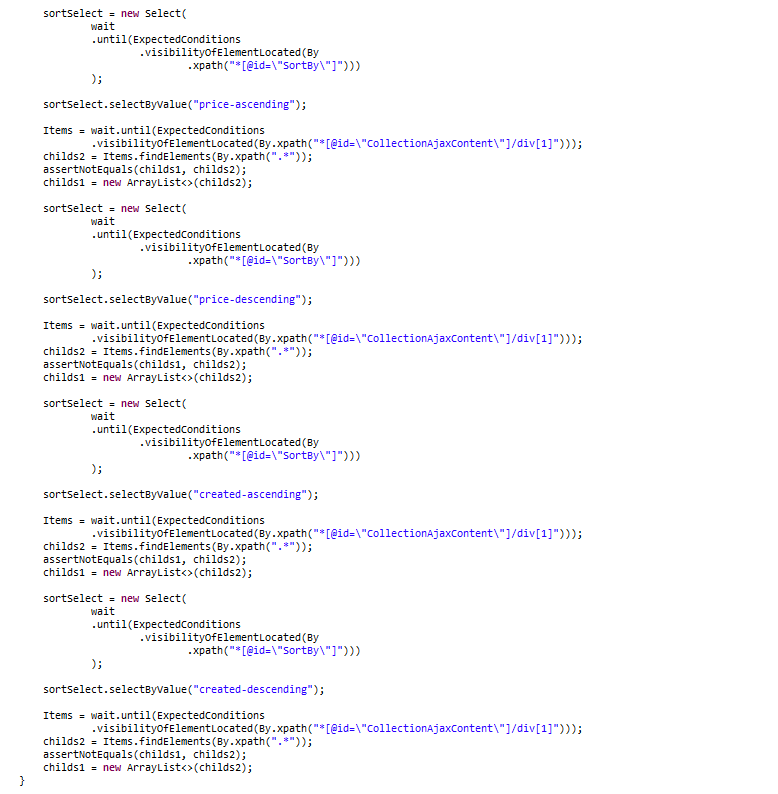 sortSelect = new Select(
wait
.until(ExpectedConditions
.visibilityOfElementLocated(By
.xpath("*[@id=\"SortBy\"]")))
);
sortSelect.selectByValue("price-ascending");
Items = wait.until(ExpectedConditions
.visibilityOfElementLocated(By.xpath("*[@id=\"CollectionAjaxContent\"]/div[1]")));
childs2 = Items.findElements(By.xpath(".*"));
assertNotEquals(childs1, childs2);
childs1 = new ArrayList<>(childs2);
sortSelect = new Select(
wait
.until(ExpectedConditions
.visibilityOfElementLocated(By
.xpath("*[@id=\"SortBy\"]")))
);
sortSelect.selectByValue("price-descending");
Items = wait.until(ExpectedConditions
.visibilityOfElementLocated(By.xpath("*[@id=\"CollectionAjaxContent\"]/div[1]")));
childs2 = Items.findElements(By.xpath(".*"));
assertNotEquals(childs1, childs2);
childs1 = new ArrayList<>(childs2);
sortSelect = new Select(
wait
.until(ExpectedConditions
.visibilityOfElementLocated(By
.xpath("*[@id=\"SortBy\"]")))
);
sortSelect.selectByValue("created-ascending");
Items = wait.until(ExpectedConditions
.visibilityOfElementLocated(By.xpath("*[@id=\"CollectionAjaxContent\"]/div[1]")));
childs2 = Items.findElements(By.xpath(".*"));
assertNotEquals(childs1, childs2);
childs1 = new ArrayList<>(childs2);
sortSelect = new Select(
wait
.until(ExpectedConditions
.visibilityOfElementLocated(By
.xpath("*[@id=\"SortBy\"]")))
);
sortSelect.selectByValue("created-descending");
Items = wait.until(ExpectedConditions
.visibilityOfElementLocated(By.xpath("*[@id=\"CollectionAjaxContent\"]/div[1]")));
childs2 = Items.findElements(By.xpath(".*"));
assertNotEquals(childs1, childs2);
childs1 = new ArrayList<>(childs2);
}